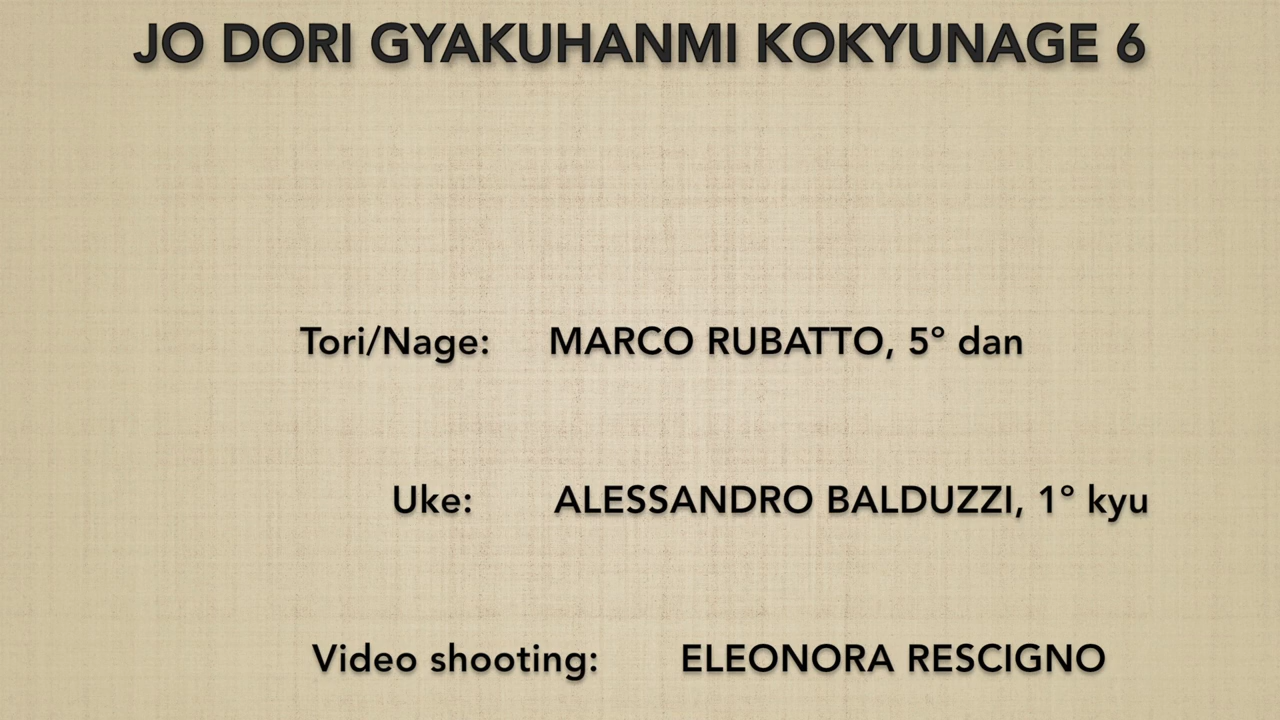 JO DORI GYAKUHANMI KOKYUNAGE 6
Tori/Nage: MARCO RUBATTO, 5° dan
Uke: ALESSANDRO BALDUZZI, 1° kyu
Video shooting: ELEONORA RESCIGNO